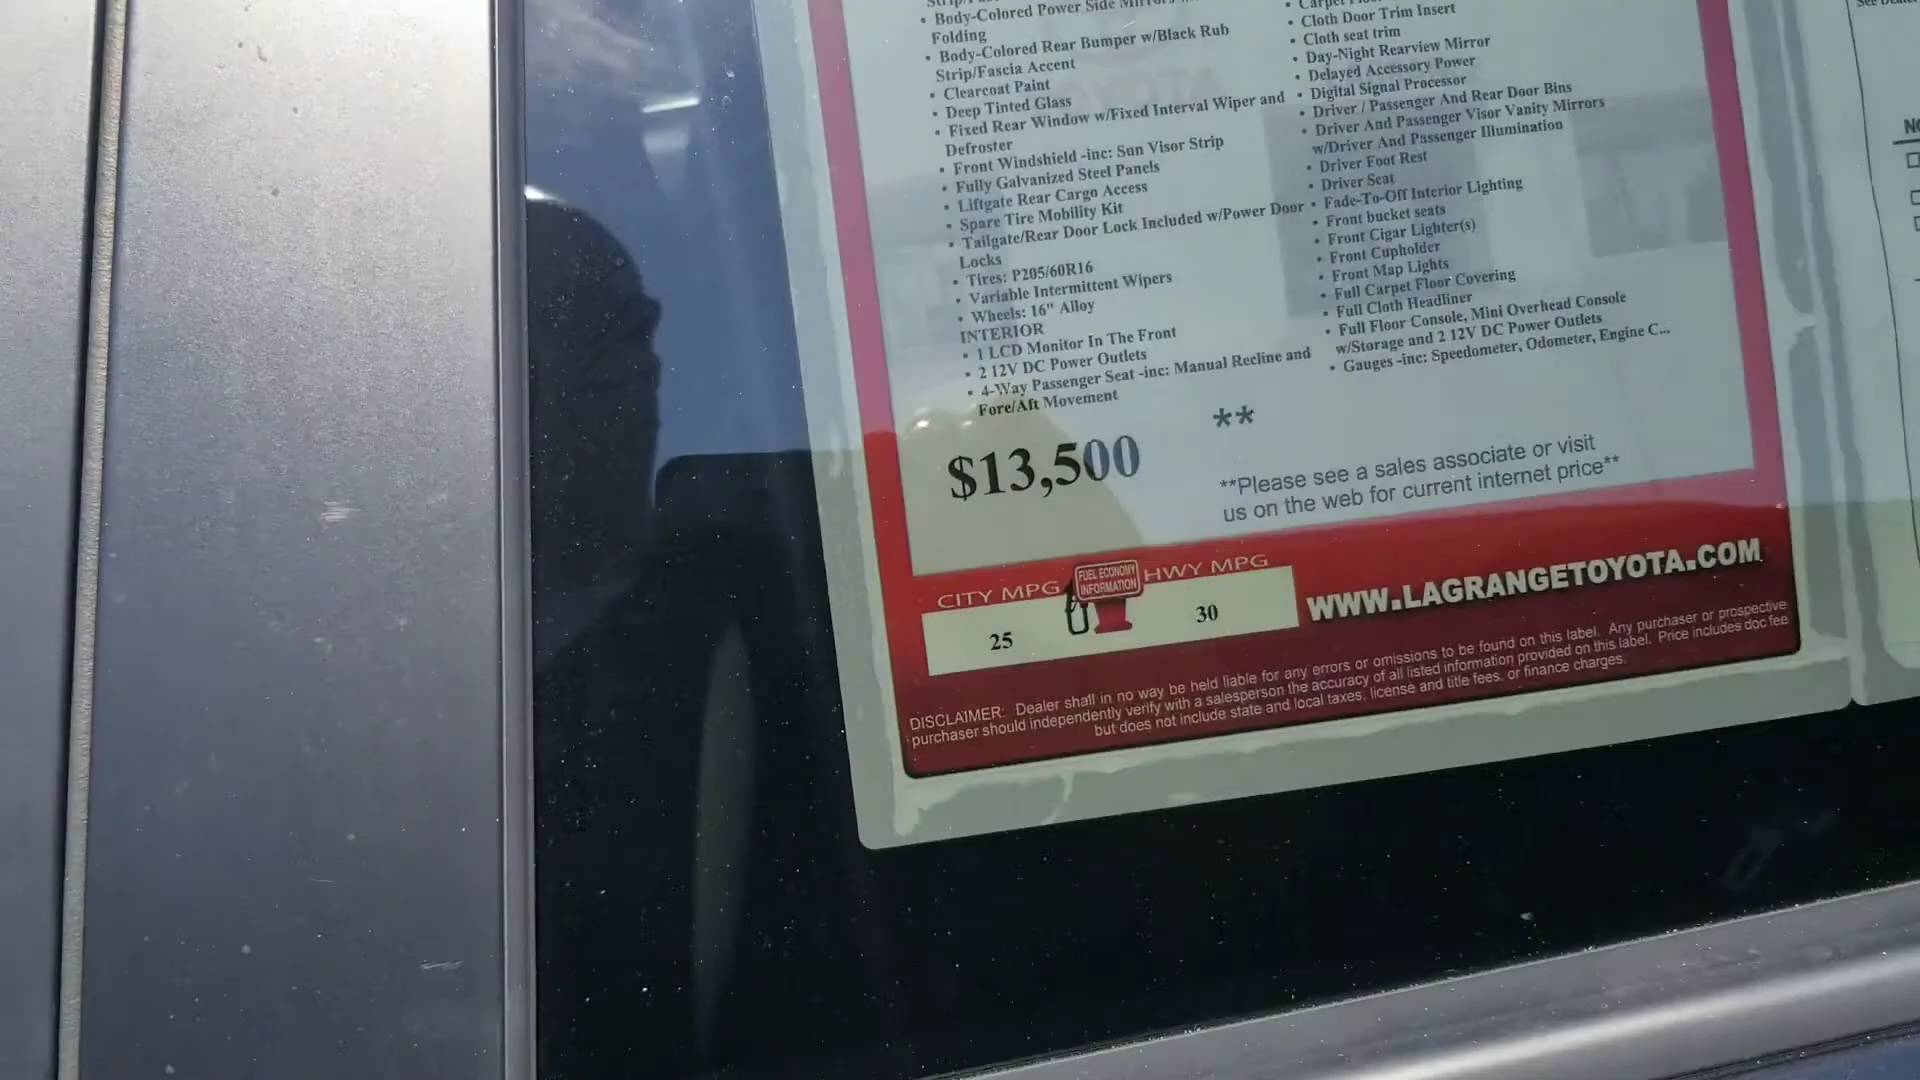 • Body-Colored Power Side Mirrors
Folding
• Body-Colored Rear Bumper w/Black Rub
Strip/Fascia Accent
• Clearcoat Paint
• Deep Tinted Glass
• Fixed Rear Window w/Fixed Interval Wiper and
Defroster
• Front Windshield -inc: Sun Visor Strip
• Fully Galvanized Steel Panels
• Liftgate Rear Cargo Access
• Spare Tire Mobility Kit
• Tailgate/Rear Door Lock Included w/Power Door
Locks
• Tires: P205/60R16
• Variable Intermittent Wipers
• Wheels: 16" Alloy
INTERIOR
• 1 LCD Monitor In The Front
• 2 12V DC Power Outlets
• 4-Way Passenger Seat -inc: Manual Recline and
Fore/Aft Movement
• Cloth Door Trim Insert
• Cloth seat trim
• Day-Night Rearview Mirror
• Delayed Accessory Power
• Digital Signal Processor
• Driver / Passenger And Rear Door Bins
• Driver And Passenger Visor Vanity Mirrors
w/Driver And Passenger Illumination
• Driver Foot Rest
• Driver Seat
• Fade-To-Off Interior Lighting
• Front bucket seats
• Front Cigar Lighter(s)
• Front Cupholder
• Front Map Lights
• Full Carpet Floor Covering
• Full Cloth Headliner
• Full Floor Console, Mini Overhead Console
w/Storage and 2 12V DC Power Outlets
• Gauges -inc: Speedometer, Odometer, Engine C...
$13,500
**
**Please see a sales associate or visit
us on the web for current internet price**
CITY MPG
FUEL ECONOMY
INFORMATION
HWY MPG
25
30
WWW.LAGRANGETOYOTA.COM
DISCLAIMER: Dealer shall in no way be held liable for any errors or omissions to be found on this label. Any purchaser or prospective
purchaser should independently verify with a salesperson the accuracy of all listed information provided on this label. Price includes doc fee
but does not include state and local taxes, license and title fees, or finance charges.